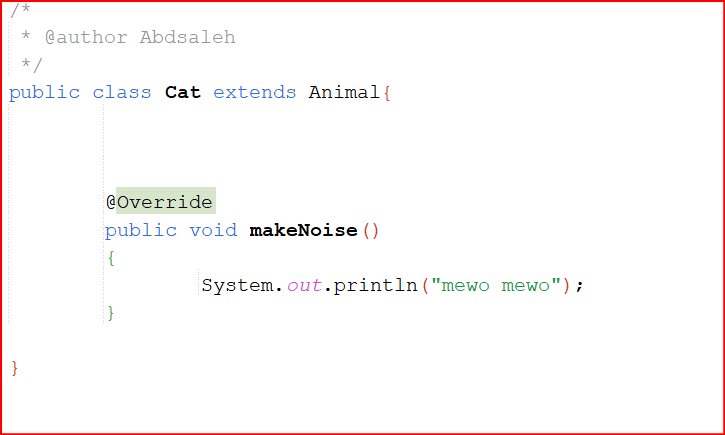 /*
 * @author Abdsaleh
 */
public class Cat extends Animal{
@Override
public void makeNoise()
{
System.out.println("mewo mewo");
}
}